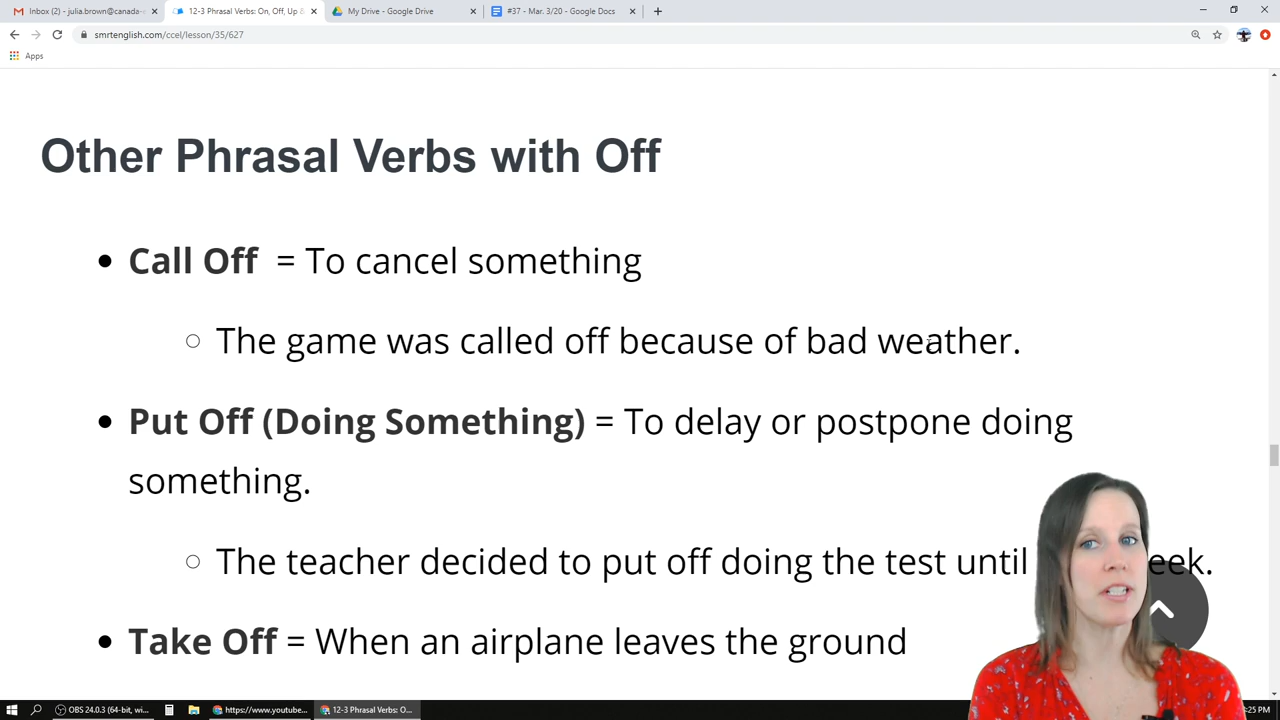 Inbox (2) - julia.brown@canada-
12-3 Phrasal Verbs: On, Off, Up &
My Drive - Google Drive
#37 - Mar. 3/20 - Google Docs
smrtenglish.com/ccel/lesson/35/627
Apps
Other Phrasal Verbs with Off
Call Off = To cancel something
The game was called off because of bad weather.
Put Off (Doing Something) = To delay or postpone doing
something.
The teacher decided to put off doing the test until eek.
Take Off = When an airplane leaves the ground
OBS 24.0.3 (64-bit, wi...
https://www.youtube...
12-3 Phrasal Verbs: O...
:25 PM